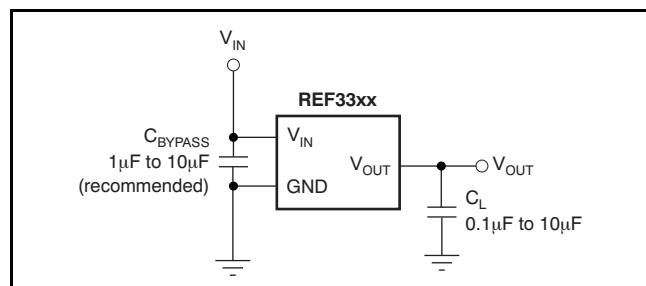 V_IN
REF33xx
C_BYPASS
1μF to 10μF
(recommended)
V_IN
GND
V_OUT
V_OUT
C_L
0.1μF to 10μF